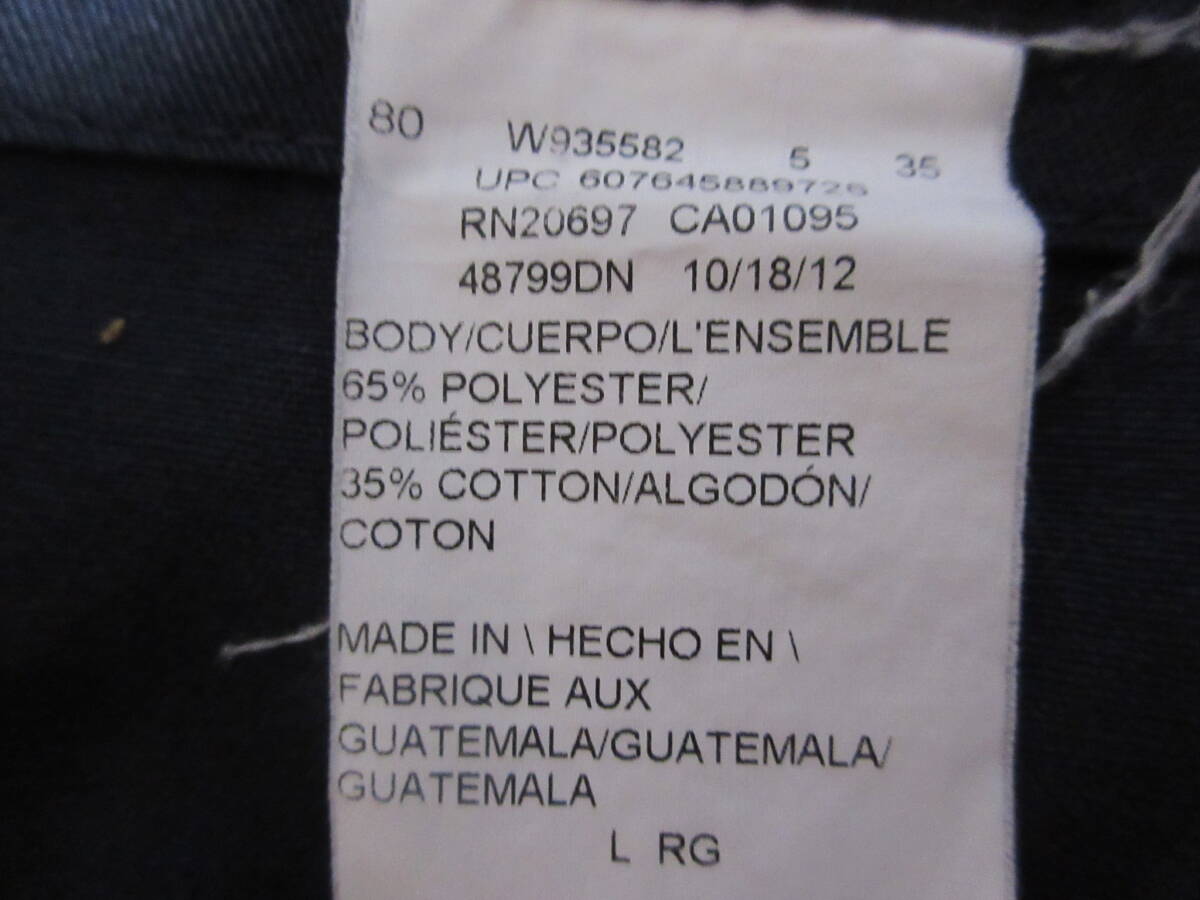 80 W935582 5 35
UPC 607645889726
RN20697 CA01095
48799DN 10/18/12
BODY/CUERPO/L'ENSEMBLE
65% POLYESTER/
POLIÉSTER/POLYESTER
35% COTTON/ALGODÓN/
COTON
MADE IN \ HECHO EN \
FABRIQUE AUX
GUATEMALA/GUATEMALA/
GUATEMALA
L RG